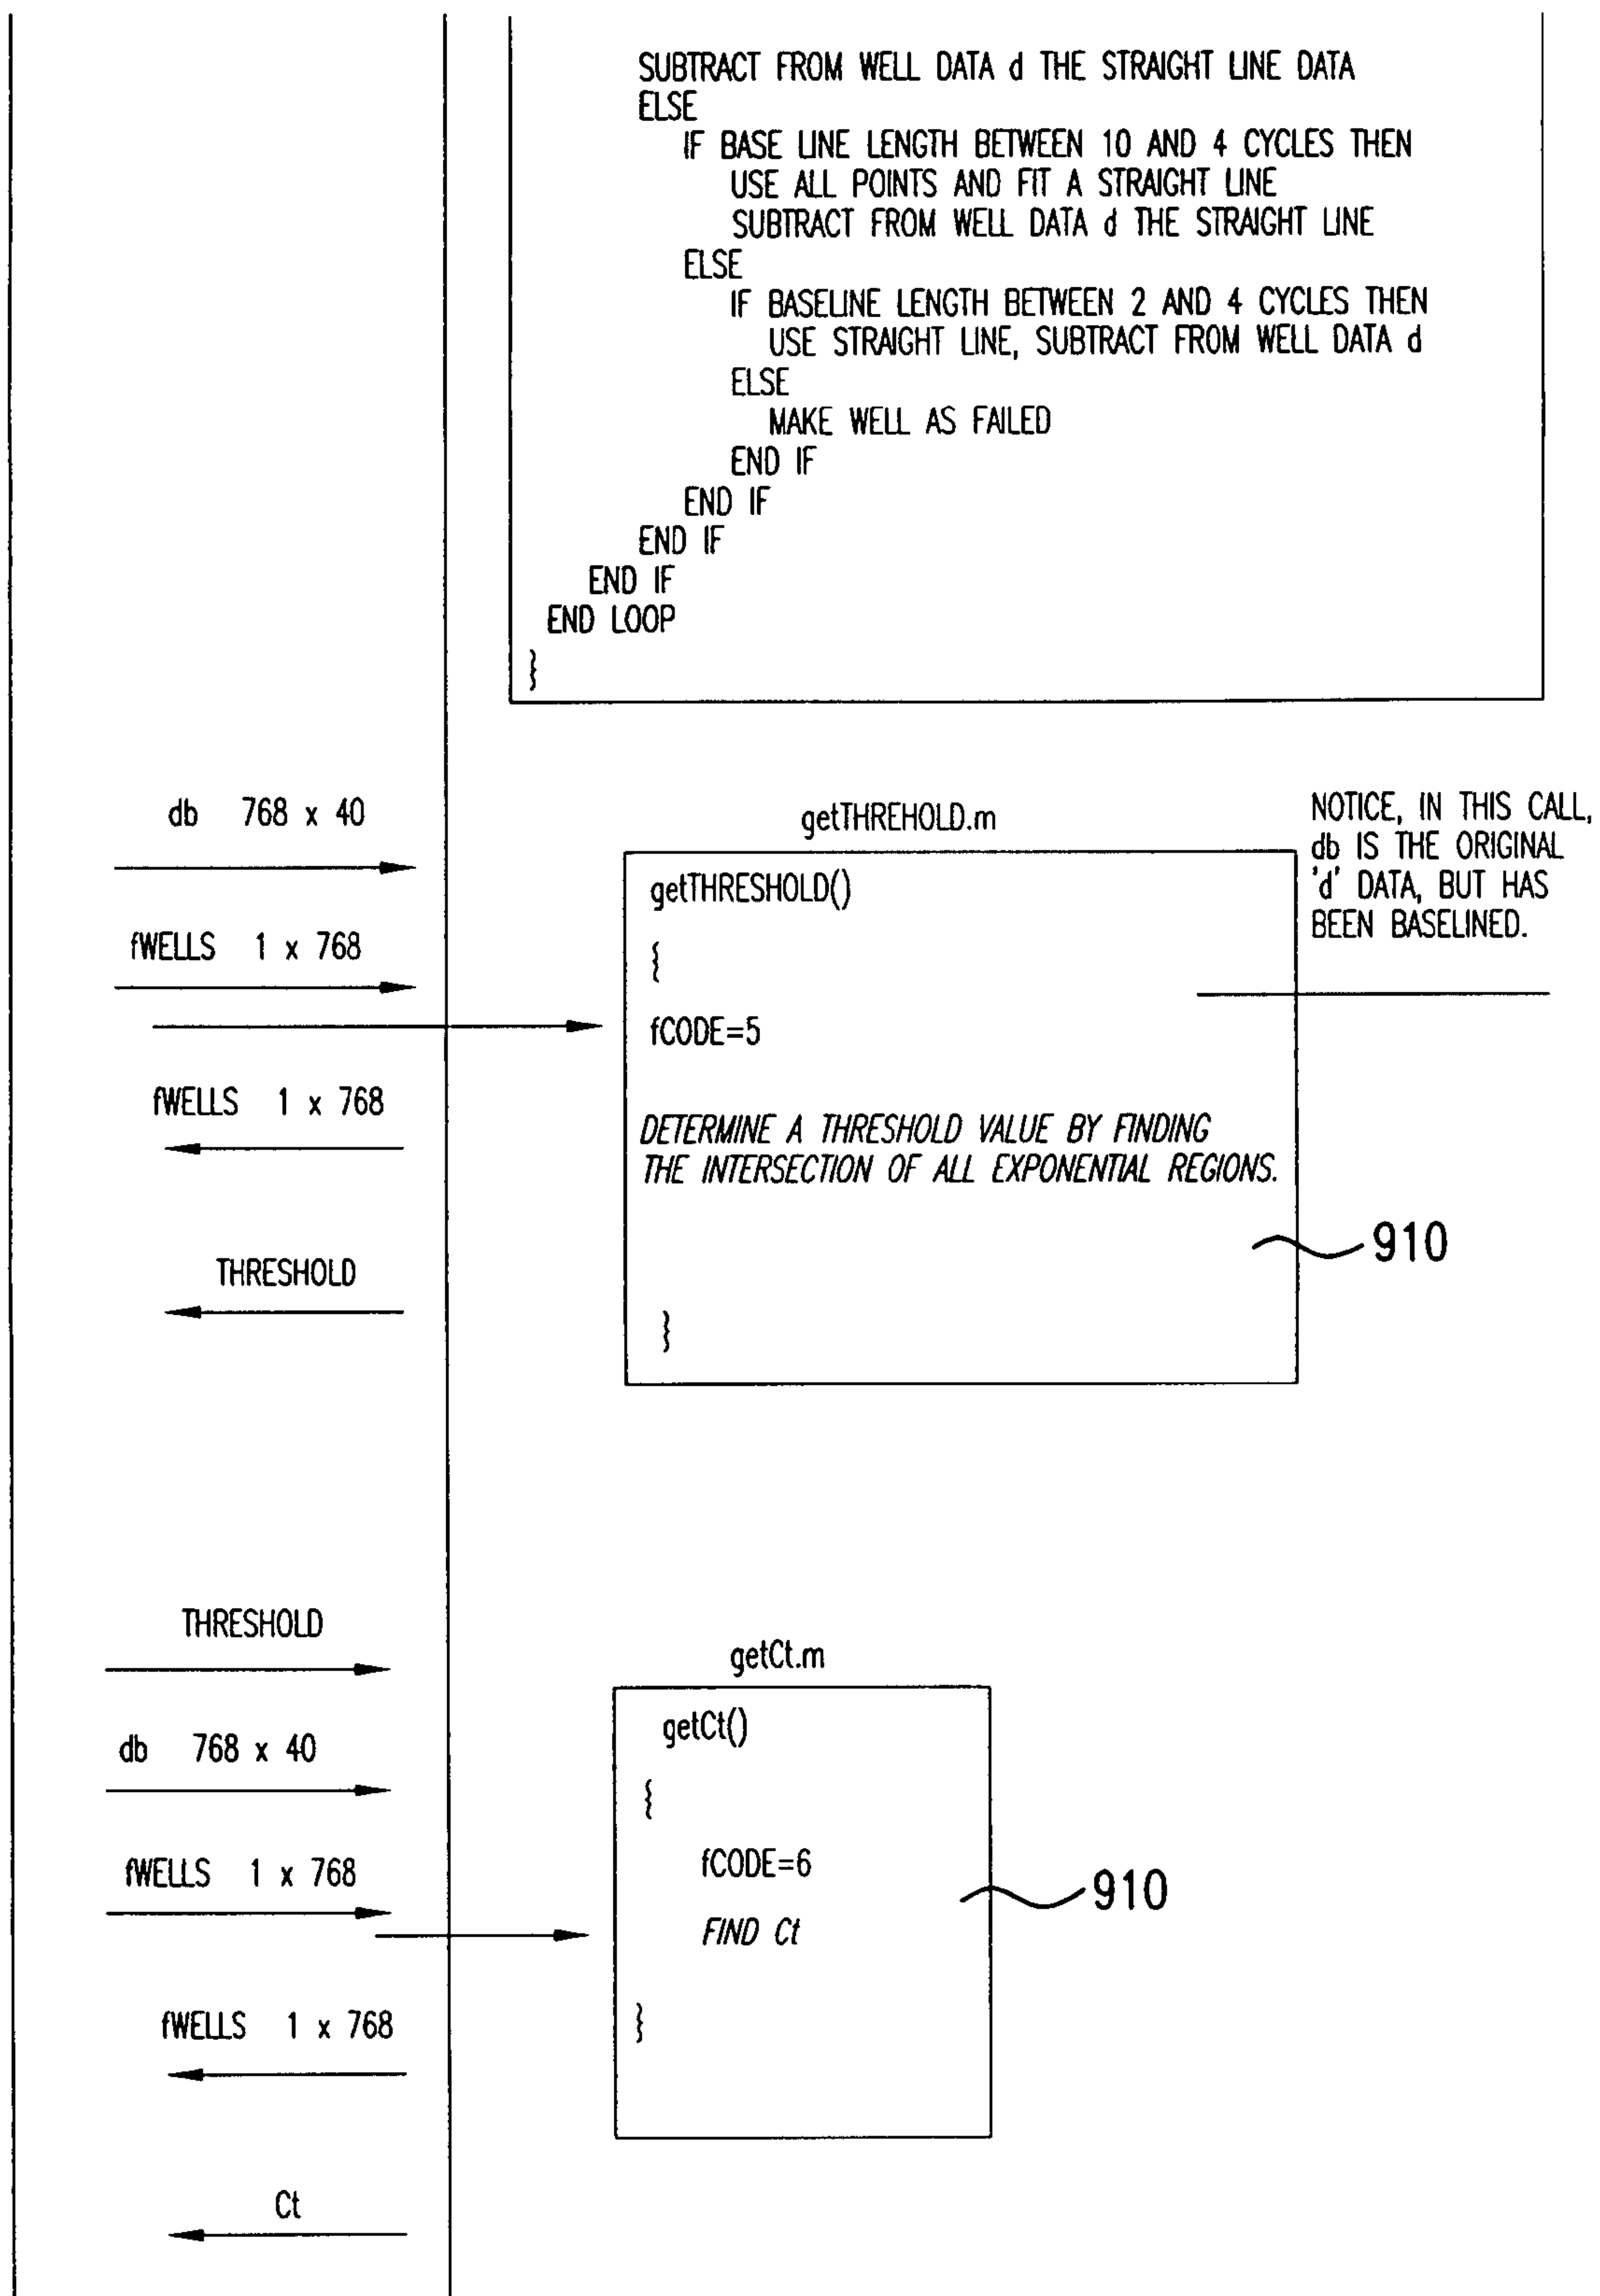 SUBTRACT FROM WELL DATA d THE STRAIGHT LINE DATA
ELSE
IF BASE LINE LENGTH BETWEEN 10 AND 4 CYCLES THEN
USE ALL POINTS AND FIT A STRAIGHT LINE
SUBTRACT FROM WELL DATA d THE STRAIGHT LINE
ELSE
IF BASELINE LENGTH BETWEEN 2 AND 4 CYCLES THEN
USE STRAIGHT LINE, SUBTRACT FROM WELL DATA d
ELSE
MAKE WELL AS FAILED
END IF
END IF
END IF
END IF
END LOOP
}
db 768 x 40
fWELLS 1 x 768
fWELLS 1 x 768
THRESHOLD
getTHREHOLD.m
getTHRESHOLD()
{
fCODE=5
DETERMINE A THRESHOLD VALUE BY FINDING
THE INTERSECTION OF ALL EXPONENTIAL REGIONS.
}
NOTICE, IN THIS CALL,
db IS THE ORIGINAL
'd' DATA, BUT HAS
BEEN BASELINED.
910
THRESHOLD
db 768 x 40
fWELLS 1 x 768
fWELLS 1 x 768
Ct
getCt.m
getCt()
{
fCODE=6
FIND Ct
}
910